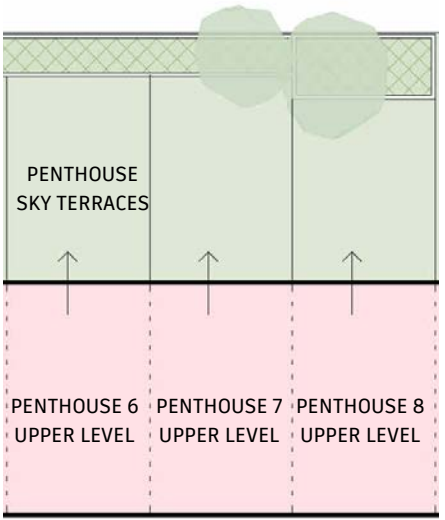 PENTHOUSE
SKY TERRACES
PENTHOUSE 6
UPPER LEVEL
PENTHOUSE 7
UPPER LEVEL
PENTHOUSE 8
UPPER LEVEL